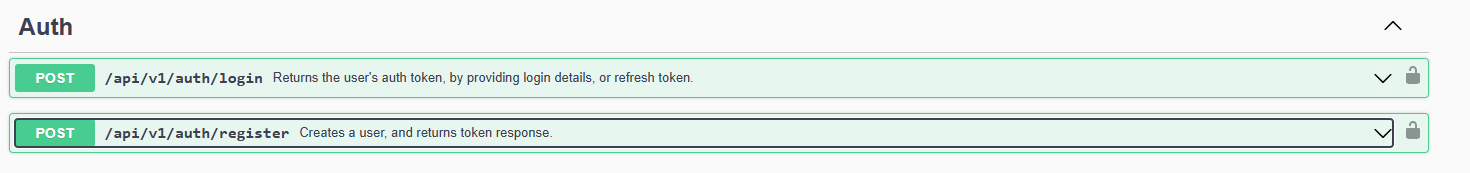 Auth
POST /api/v1/auth/login Returns the user's auth token, by providing login details, or refresh token.
POST /api/v1/auth/register Creates a user, and returns token response.